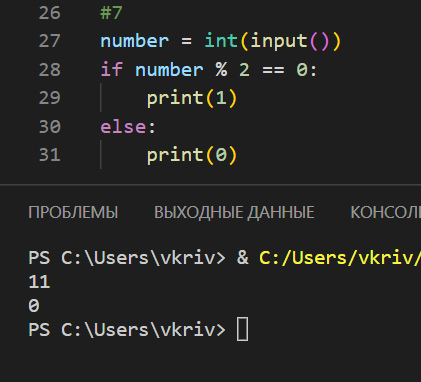 26 #7
27 number = int(input())
28 if number % 2 == 0:
29     print(1)
30 else:
31     print(0)
ПРОБЛЕМЫ ВЫХОДНЫЕ ДАННЫЕ КОНСОЛ
PS C:\Users\vkriv> & C:/Users/vkriv/
11
0
PS C:\Users\vkriv>